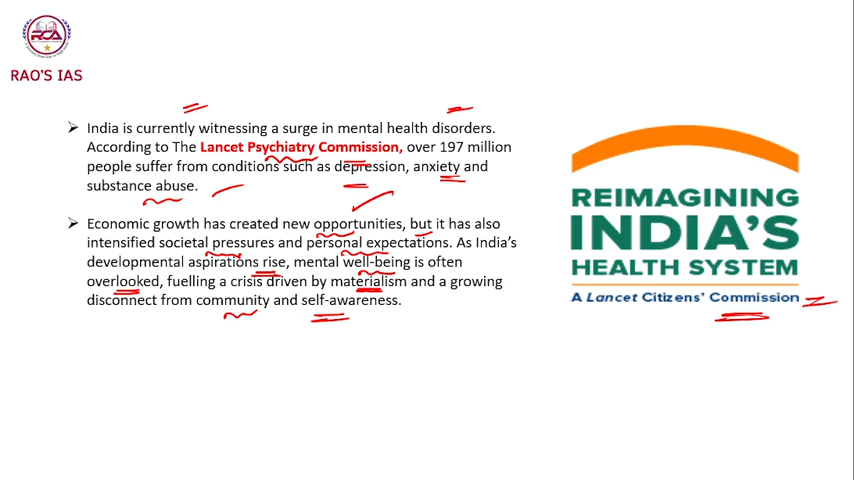 RCA
RAO'S IAS
➢ India is currently witnessing a surge in mental health disorders.
According to The Lancet Psychiatry Commission, over 197 million
people suffer from conditions such as depression, anxiety and
substance abuse.
➢ Economic growth has created new opportunities, but it has also
intensified societal pressures and personal expectations. As India's
developmental aspirations rise, mental well-being is often
overlooked, fuelling a crisis driven by materialism and a growing
disconnect from community and self-awareness.
REIMAGINING
INDIA'S
HEALTH SYSTEM
A Lancet Citizens' Commission